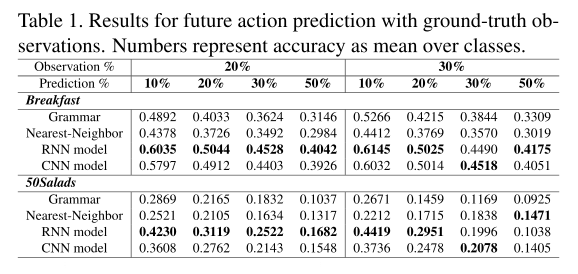 Table 1. Results for future action prediction with ground-truth ob-
servations. Numbers represent accuracy as mean over classes.
Observation % 20% 30%
Prediction % 10% 20% 30% 50% 10% 20% 30% 50%
Breakfast
Grammar 0.4892 0.4033 0.3624 0.3146 0.5266 0.4215 0.3844 0.3309
Nearest-Neighbor 0.4378 0.3726 0.3492 0.2984 0.4412 0.3769 0.3570 0.3019
RNN model 0.6035 0.5044 0.4528 0.4042 0.6145 0.5025 0.4490 0.4175
CNN model 0.5797 0.4912 0.4403 0.3926 0.6032 0.5014 0.4518 0.4051
50Salads
Grammar 0.2869 0.2165 0.1832 0.1037 0.2671 0.1459 0.1169 0.0925
Nearest-Neighbor 0.2521 0.2105 0.1634 0.1317 0.2212 0.1715 0.1838 0.1471
RNN model 0.4230 0.3119 0.2522 0.1682 0.4419 0.2951 0.1996 0.1038
CNN model 0.3608 0.2762 0.2143 0.1548 0.3736 0.2478 0.2078 0.1405